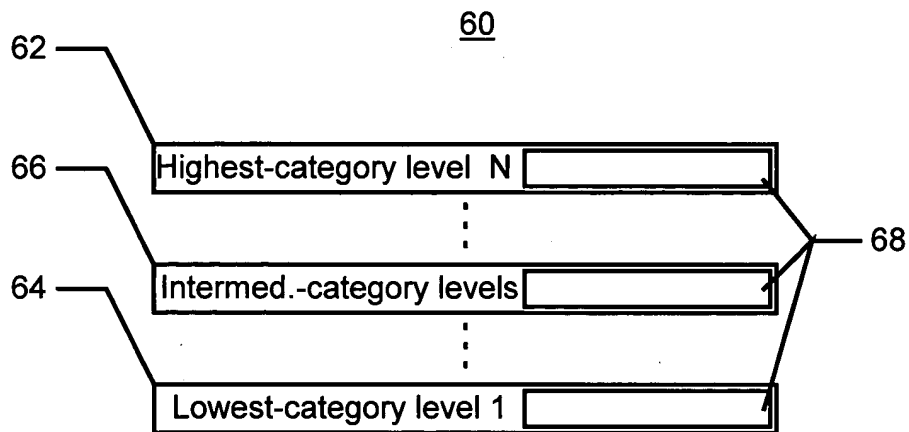 60
62
Highest-category level N
66
68
Intermed.-category levels
64
Lowest-category level 1